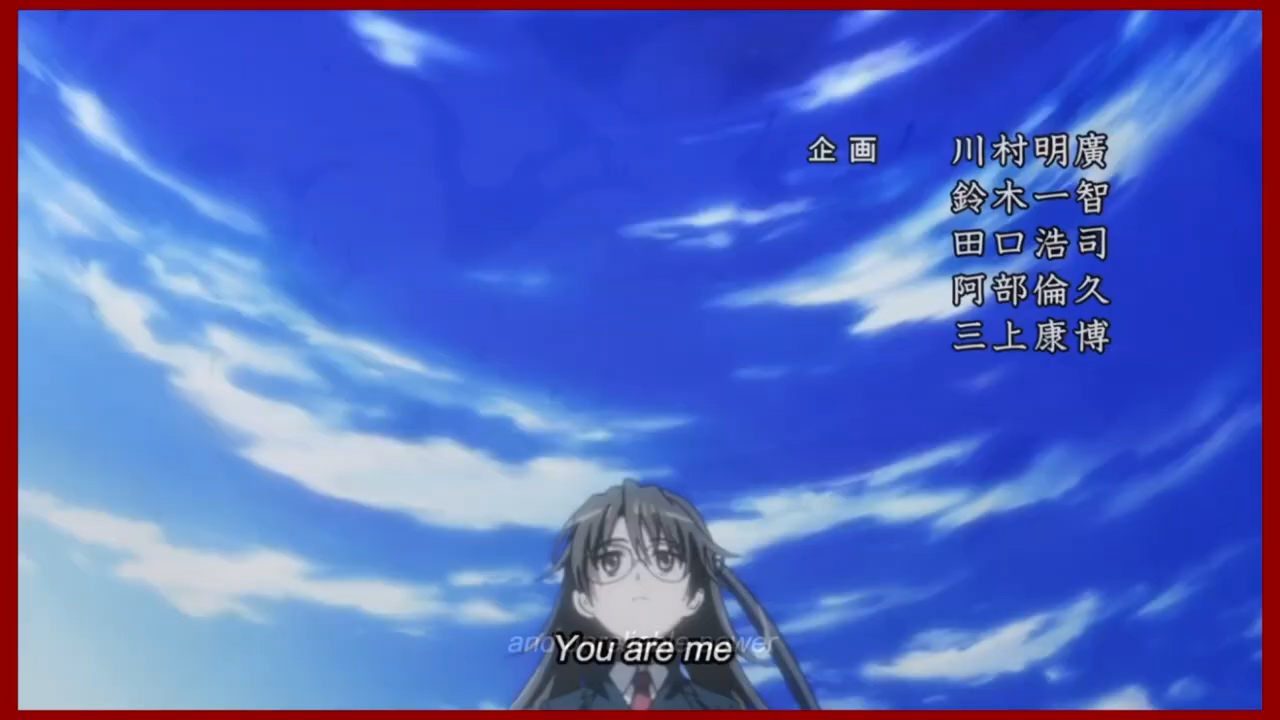 企画 川村明廣
鈴木一智
田口浩司
阿部倫久
三上康博
You are me